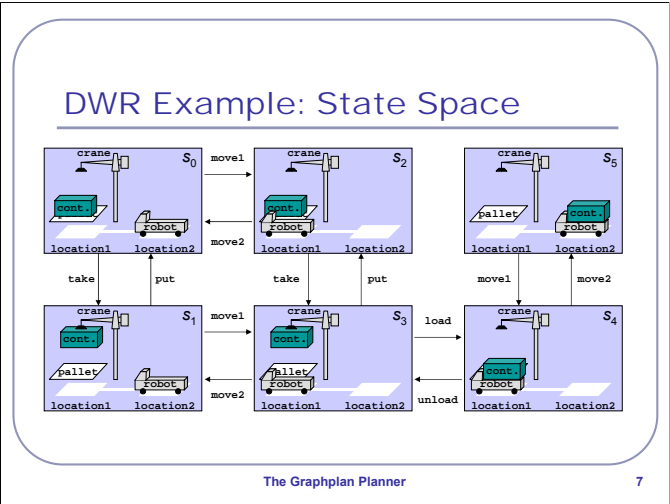 DWR Example: State Space
crane S0
cont.
robot
location1 location2
move1
move2
crane S2
cont.
robot
location1 location2
crane S5
pallet cont.
robot
location1 location2
take put
take put
move1 move2
crane S1
cont.
pallet
robot
location1 location2
move1
move2
crane S3
cont.
pallet
robot
location1 location2
load
unload
crane S4
cont.
robot
location1 location2
The Graphplan Planner 7